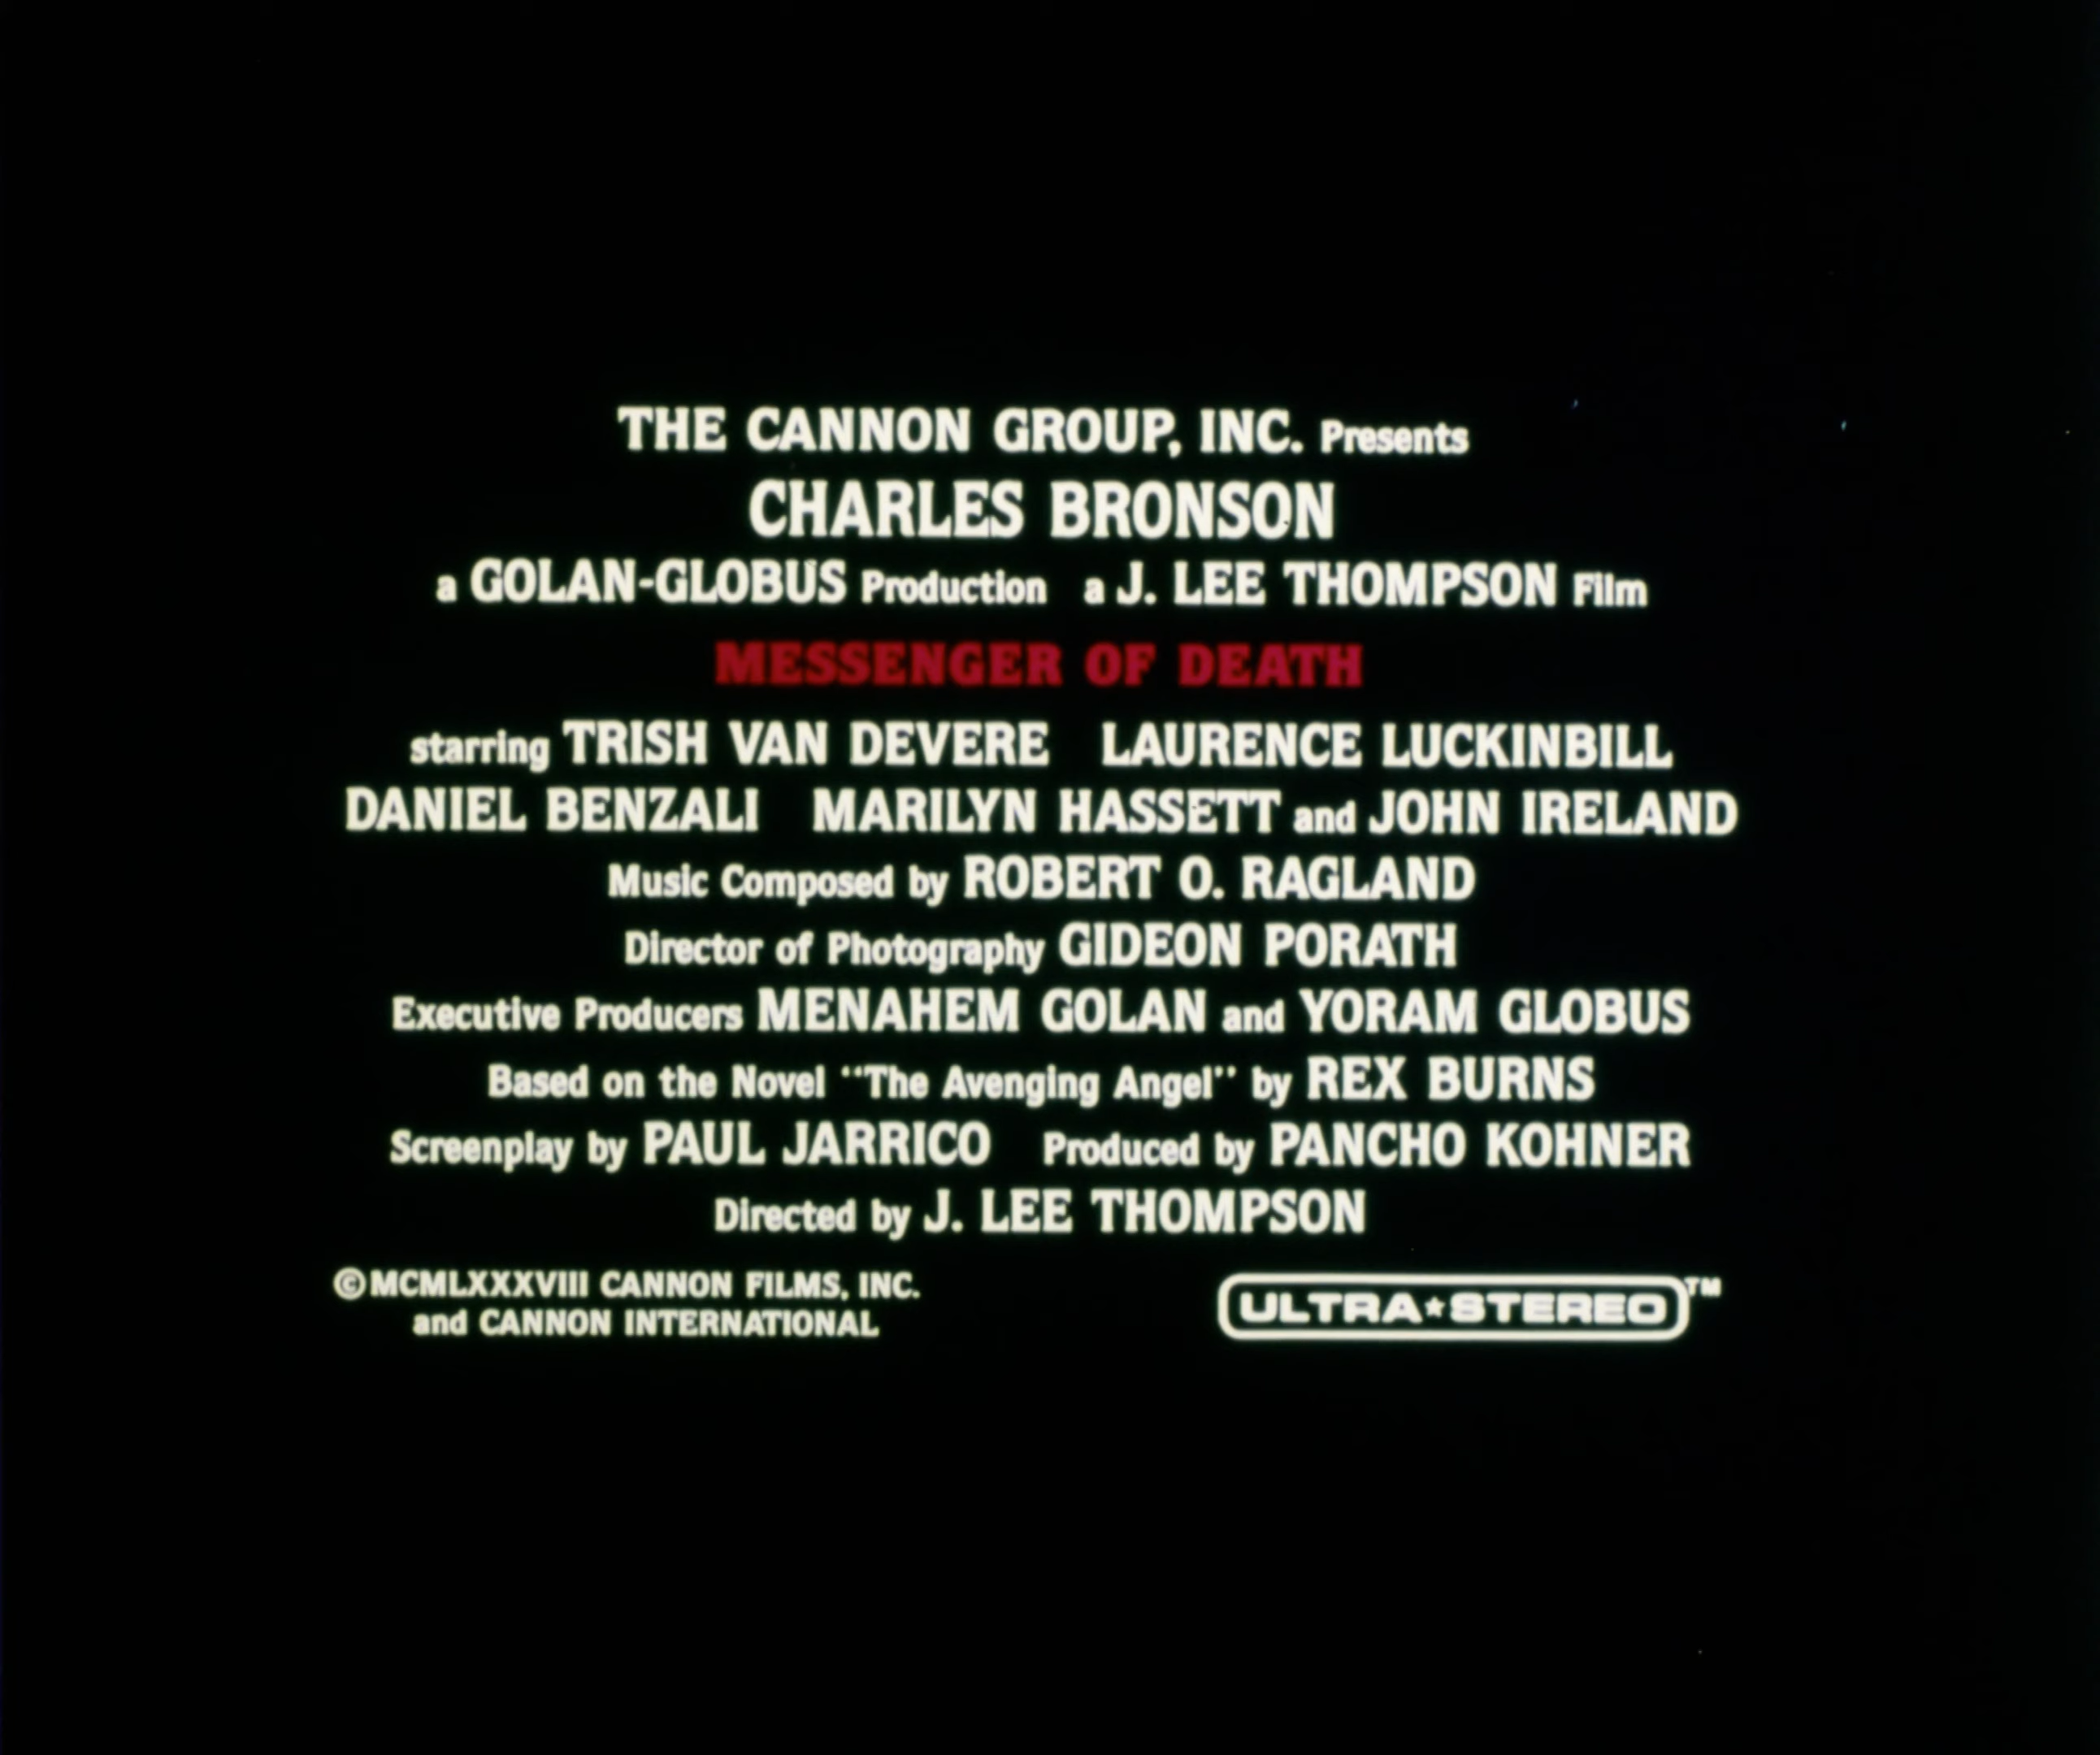 THE CANNON GROUP, INC. Presents
CHARLES BRONSON
a GOLAN-GLOBUS Production a J. LEE THOMPSON Film
MESSENGER OF DEATH
starring TRISH VAN DEVERE LAURENCE LUCKINBILL
DANIEL BENZALI MARILYN HASSETT and JOHN IRELAND
Music Composed by ROBERT O. RAGLAND
Director of Photography GIDEON PORATH
Executive Producers MENAHEM GOLAN and YORAM GLOBUS
Based on the Novel “The Avenging Angel” by REX BURNS
Screenplay by PAUL JARRICO Produced by PANCHO KOHNER
Directed by J. LEE THOMPSON
©MCMLXXXVIII CANNON FILMS, INC.
and CANNON INTERNATIONAL
ULTRA★STEREO™